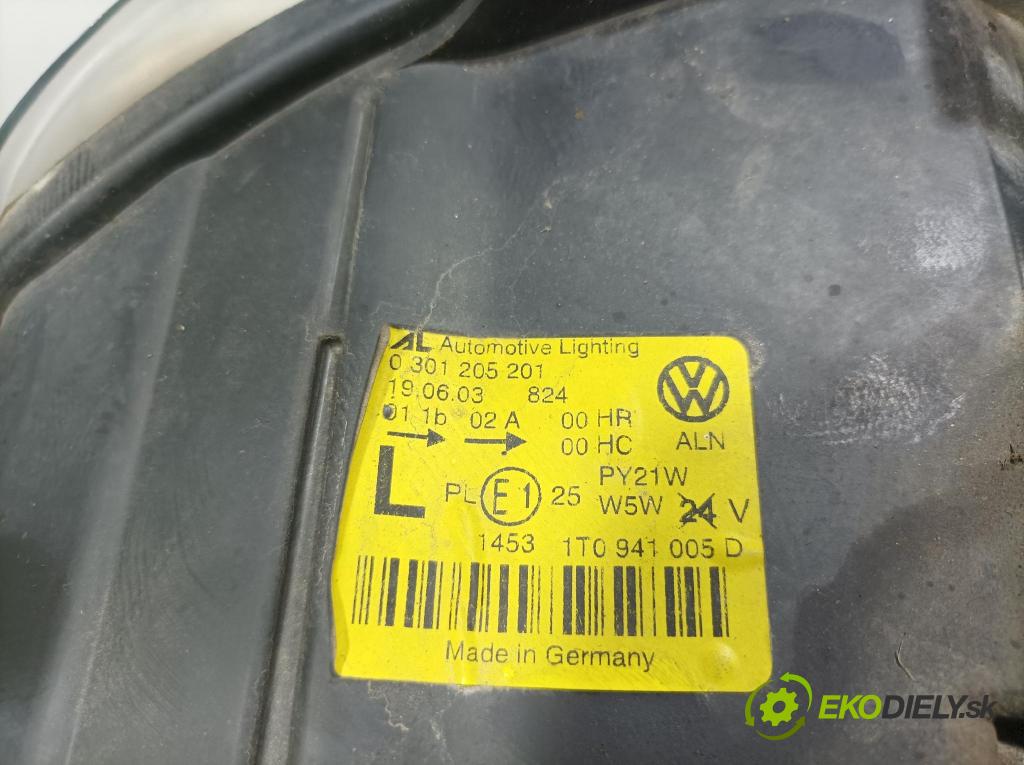 AL Automotive Lighting
0 301 205 201
19.06.03 824
01 1b 02 A 00 HR
00 HC ALN
L PL E1 25 PY21W
W5W 24 V
1453 1T0 941 005 D
Made in Germany
EKODIELY.sk